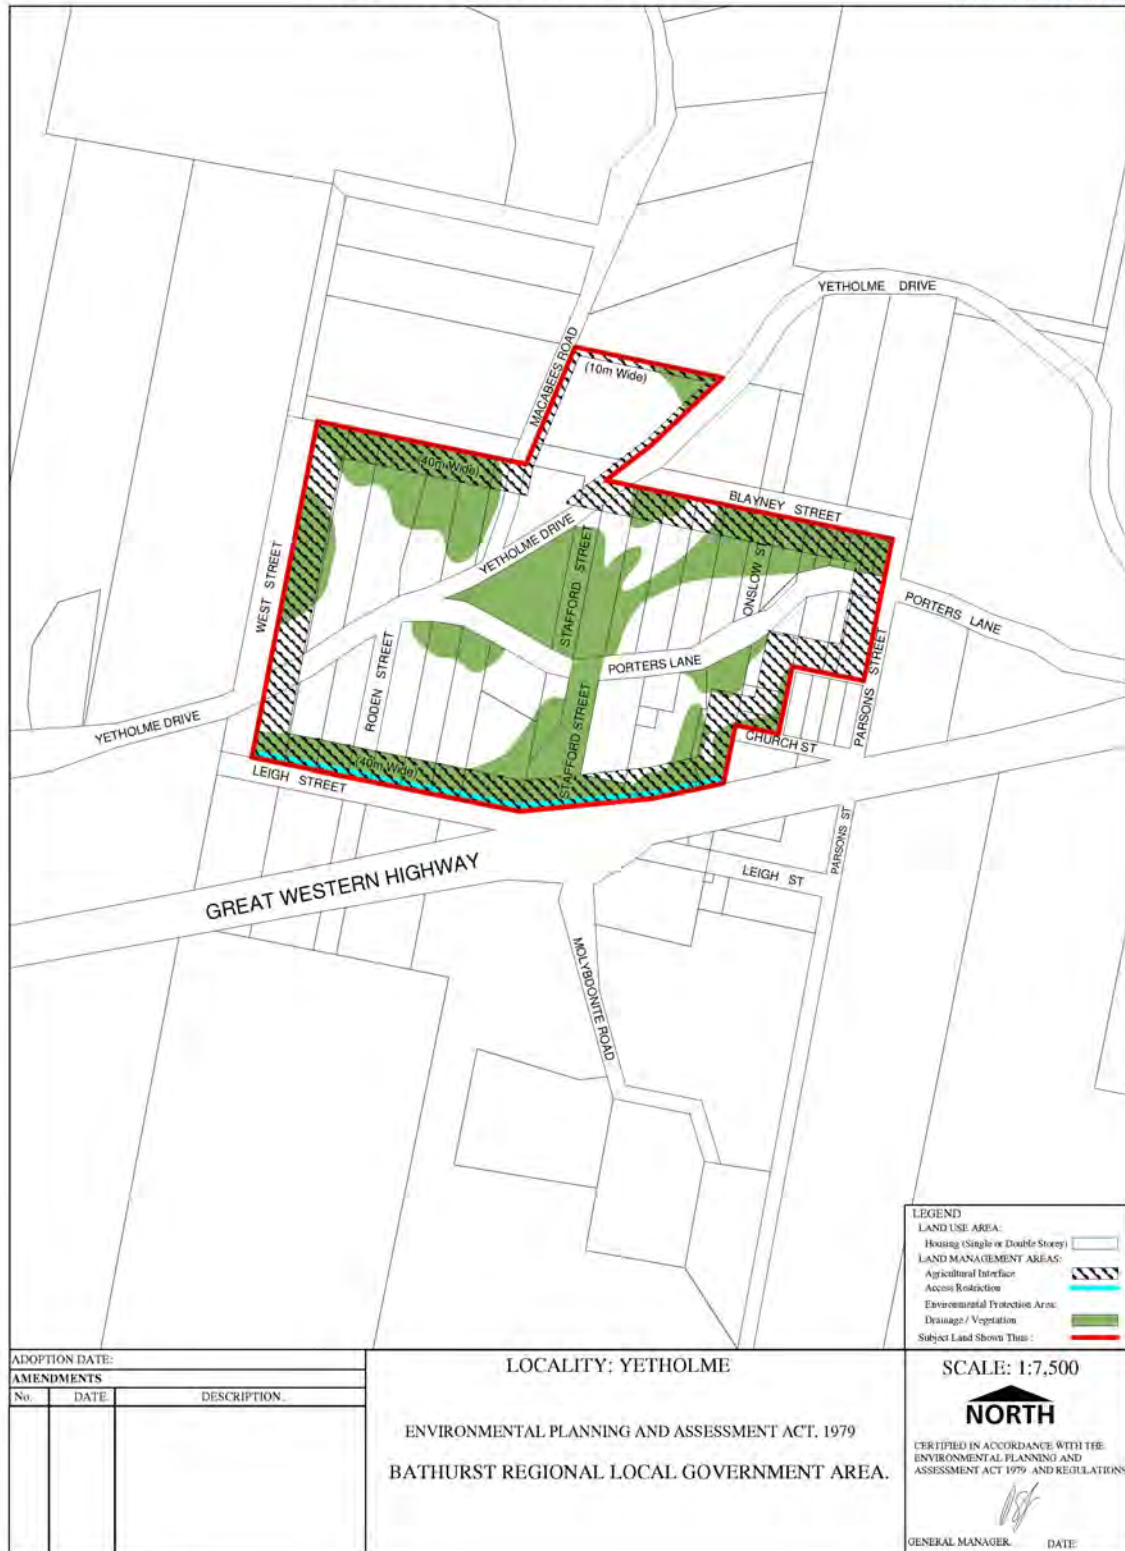 YETHOLME DRIVE
MACABEES ROAD
(10m Wide)
(40m Wide)
BLAYNEY STREET
YETHOLME DRIVE
STAFFORD STREET
ONSLOW ST
WEST STREET
PORTERS LANE
RODEN STREET
PORTERS LANE
STAFFORD STREET
PARSONS STREET
YETHOLME DRIVE
CHURCH ST
(40m Wide)
LEIGH STREET
STAFFORD STREET
PARSONS ST
GREAT WESTERN HIGHWAY
LEIGH ST
MOLYBDONITE ROAD
LEGEND
LAND USE AREA:
Housing (Single or Double Storey)
LAND MANAGEMENT AREAS:
Agricultural Interface
Access Restriction
Environmental Protection Area:
Drainage / Vegetation
Subject Land Shown Thus :
ADOPTION DATE:
AMENDMENTS
No. DATE. DESCRIPTION.
LOCALITY: YETHOLME
ENVIRONMENTAL PLANNING AND ASSESSMENT ACT, 1979
BATHURST REGIONAL LOCAL GOVERNMENT AREA.
SCALE: 1:7,500
NORTH
CERTIFIED IN ACCORDANCE WITH THE
ENVIRONMENTAL PLANNING AND
ASSESSMENT ACT 1979 AND REGULATIONS
GENERAL MANAGER. DATE: